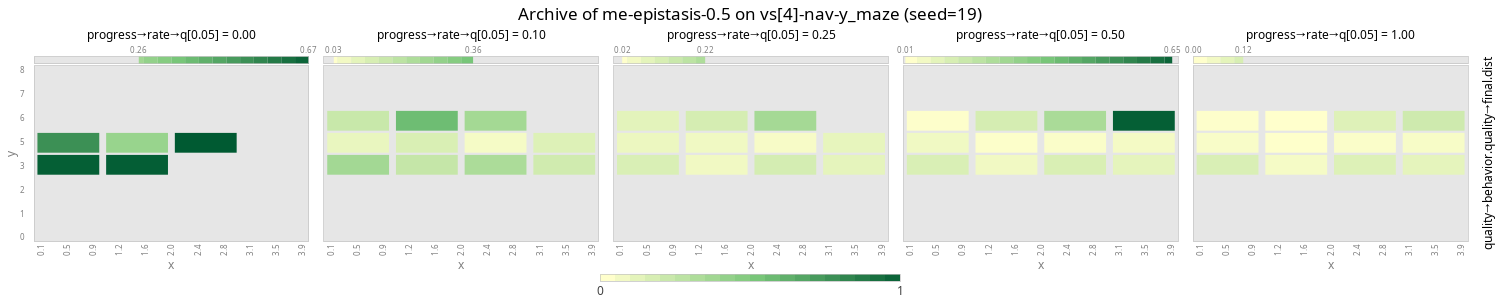 Archive of me-epistasis-0.5 on vs[4]-nav-y_maze (seed=19)
progress→rate→q[0.05] = 0.00
progress→rate→q[0.05] = 0.10
progress→rate→q[0.05] = 0.25
progress→rate→q[0.05] = 0.50
progress→rate→q[0.05] = 1.00
0.26 0.67
0.03 0.36
0.02 0.22
0.01 0.65
0.00 0.12
8
7
6
5
3
2
1
0
y
0.1 0.5 0.9 1.2 1.6 2.0 2.4 2.8 3.1 3.5 3.9
0.1 0.5 0.9 1.2 1.6 2.0 2.4 2.8 3.1 3.5 3.9
0.1 0.5 0.9 1.2 1.6 2.0 2.4 2.8 3.1 3.5 3.9
0.1 0.5 0.9 1.2 1.6 2.0 2.4 2.8 3.1 3.5 3.9
0.1 0.5 0.9 1.2 1.6 2.0 2.4 2.8 3.1 3.5 3.9
x
x
x
x
x
quality→behavior.quality→final.dist
0 1